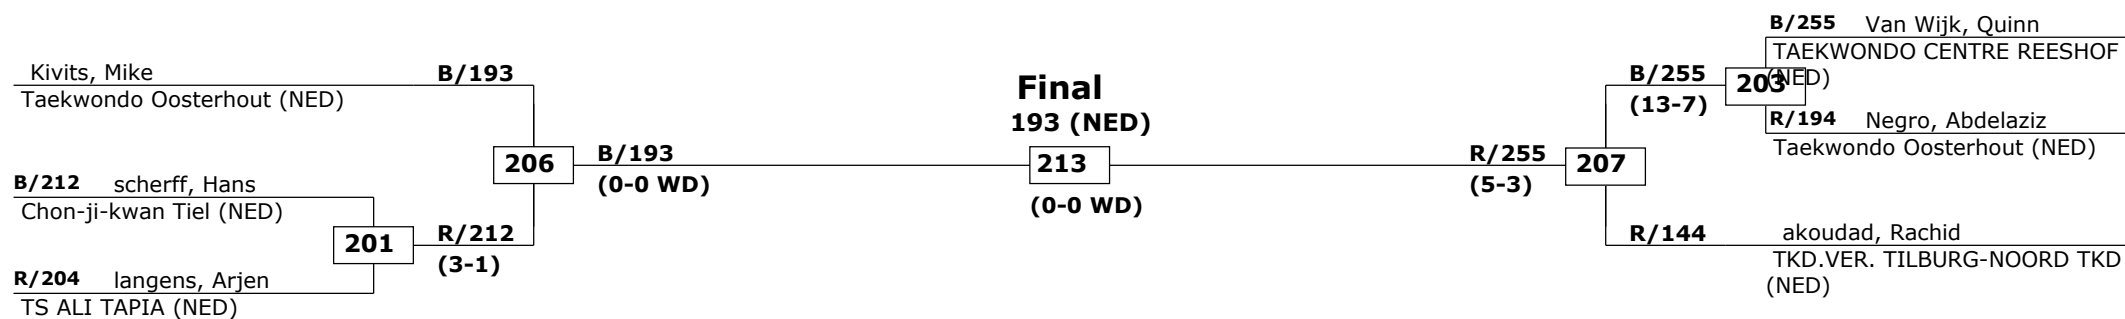 Kivits, Mike
Taekwondo Oosterhout (NED)
B/193
B/212 scherff, Hans
Chon-ji-kwan Tiel (NED)
201
R/204 langens, Arjen
TS ALI TAPIA (NED)
R/212
(3-1)
206
B/193
(0-0 WD)
Final
193 (NED)
213
(0-0 WD)
R/255
(5-3)
207
B/255
(13-7)
203
B/255 Van Wijk, Quinn
TAEKWONDO CENTRE REESHOF
(NED)
R/194 Negro, Abdelaziz
Taekwondo Oosterhout (NED)
R/144
akoudad, Rachid
TKD.VER. TILBURG-NOORD TKD
(NED)